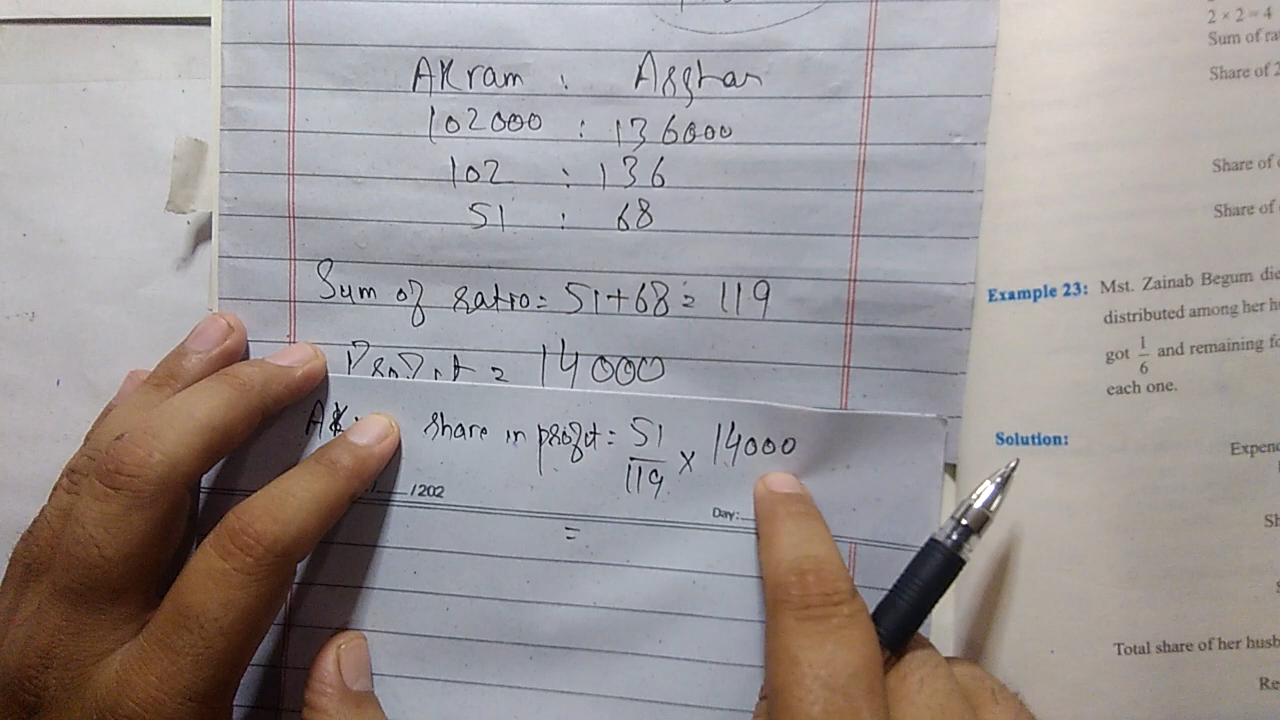 AKram : Asghar
102000 : 136000
102 : 136
51 : 68
Sum of ratio = 51+68 = 119
= 14000
share in profit = 51/119 × 14000
/202
Day:
=
2 × 2 = 4
Sum of ra
Share of 2
Share of
Share of
Example 23: Mst. Zainab Begum die
distributed among her h
got 1/6 and remaining fo
each one.
Solution:
Expen
Sh
Total share of her husb
Re